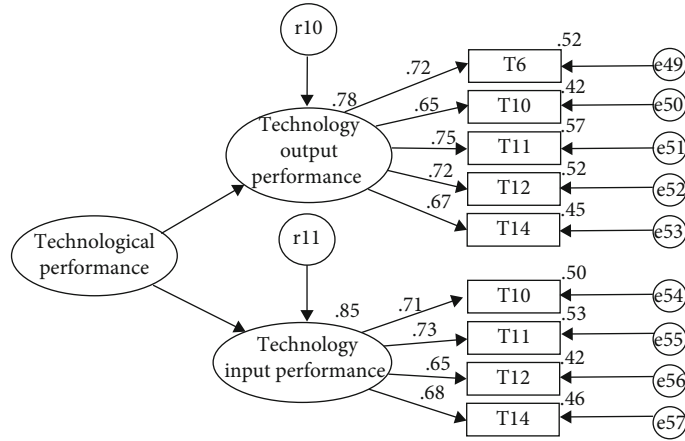 r10
.78
Technology
output
performance
.72
T6
.52
e49
.65
T10
.42
e50
.75
T11
.57
e51
.72
T12
.52
e52
.67
T14
.45
e53
Technological
performance
r11
.85
Technology
input performance
.71
T10
.50
e54
.73
T11
.53
e55
.65
T12
.42
e56
.68
T14
.46
e57